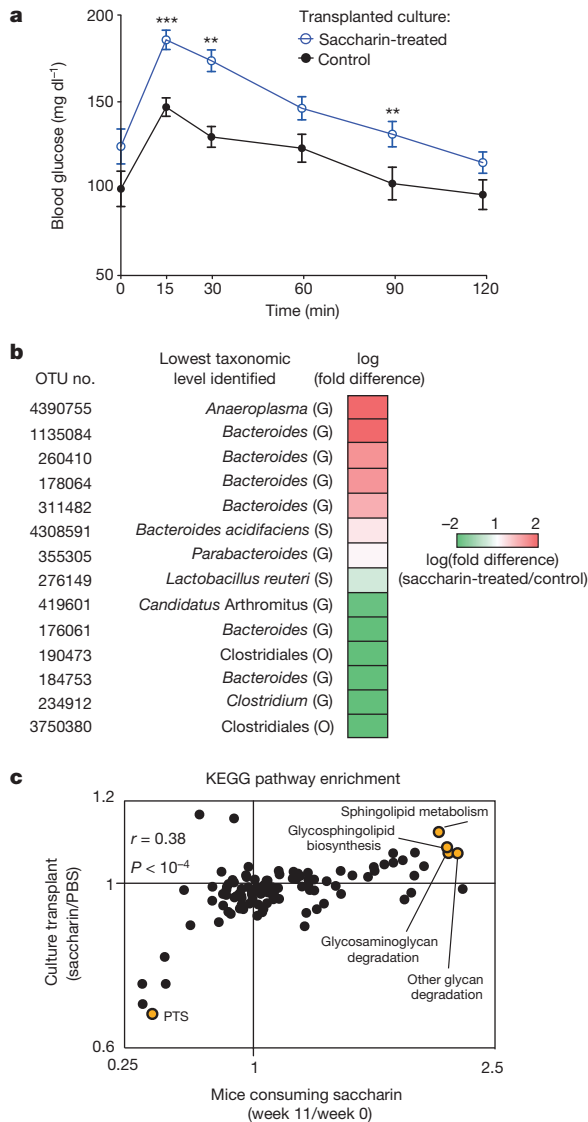 a
Transplanted culture:
Saccharin-treated
Control
*** ** **
200
150
100
50
Blood glucose (mg dl−1)
0 15 30 60 90 120
Time (min)
b
OTU no. Lowest taxonomic level identified log (fold difference)
4390755 Anaeroplasma (G)
1135084 Bacteroides (G)
260410 Bacteroides (G)
178064 Bacteroides (G)
311482 Bacteroides (G)
4308591 Bacteroides acidifaciens (S)
355305 Parabacteroides (G)
276149 Lactobacillus reuteri (S)
419601 Candidatus Arthromitus (G)
176061 Bacteroides (G)
190473 Clostridiales (O)
184753 Bacteroides (G)
234912 Clostridium (G)
3750380 Clostridiales (O)
−2 1 2
log(fold difference)
(saccharin-treated/control)
c
KEGG pathway enrichment
1.2
1
0.6
Culture transplant
(saccharin/PBS)
r = 0.38
P < 10−4
Sphingolipid metabolism
Glycosphingolipid
biosynthesis
Glycosaminoglycan
degradation
Other glycan
degradation
PTS
0.25 1 2.5
Mice consuming saccharin
(week 11/week 0)